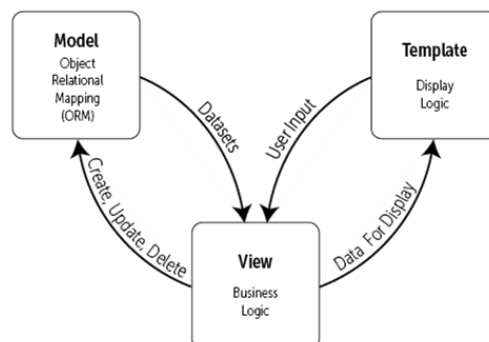 Model
Object
Relational
Mapping
(ORM)
Template
Display
Logic
Datasets
User Input
Create, Update, Delete
Data For Display
View
Business
Logic